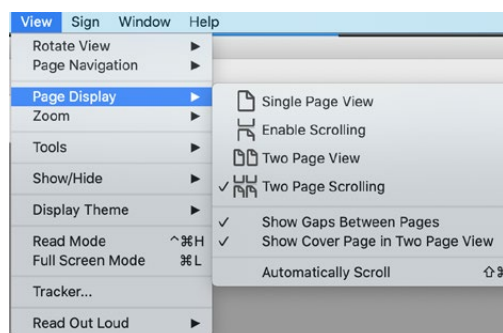 View Sign Window Help
Rotate View
Page Navigation
Page Display
Zoom
Tools
Show/Hide
Display Theme
Read Mode ^⌘H
Full Screen Mode ⌘L
Tracker...
Read Out Loud
Single Page View
Enable Scrolling
Two Page View
✓ Two Page Scrolling
✓ Show Gaps Between Pages
✓ Show Cover Page in Two Page View
Automatically Scroll ⇧⌘